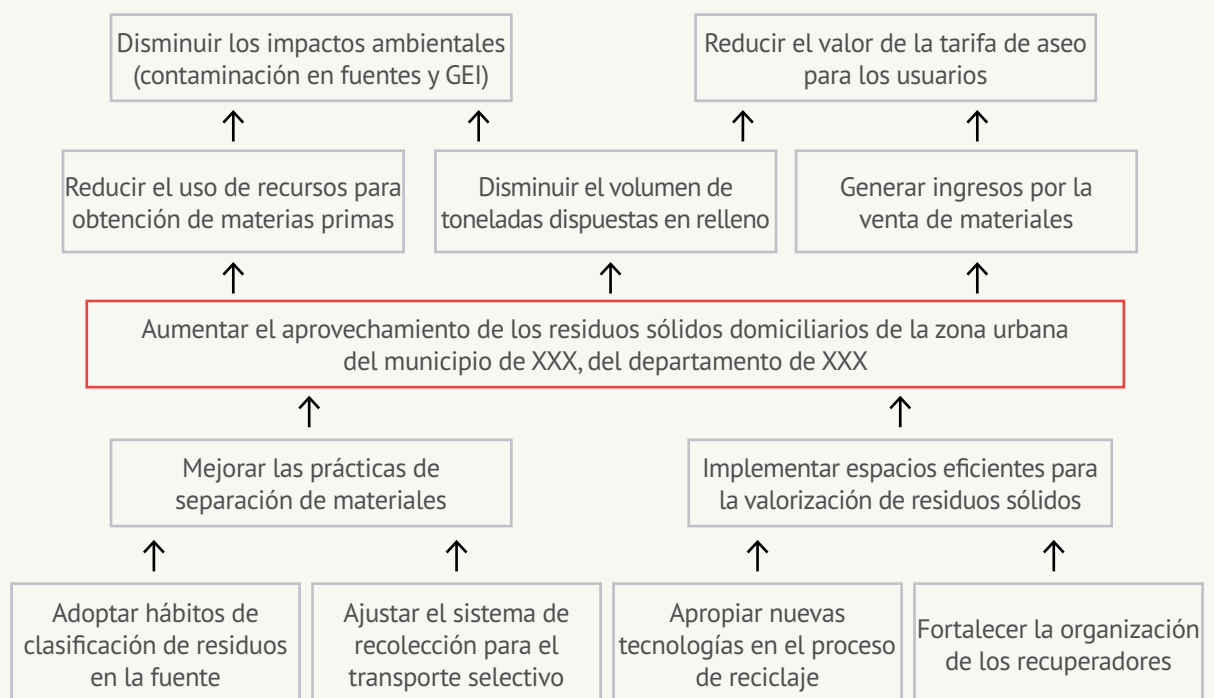 Disminuir los impactos ambientales
(contaminación en fuentes y GEI)
Reducir el valor de la tarifa de aseo
para los usuarios
Reducir el uso de recursos para
obtención de materias primas
Disminuir el volumen de
toneladas dispuestas en relleno
Generar ingresos por la
venta de materiales
Aumentar el aprovechamiento de los residuos sólidos domiciliarios de la zona urbana
del municipio de XXX, del departamento de XXX
Mejorar las prácticas de
separación de materiales
Implementar espacios eficientes para
la valorización de residuos sólidos
Adoptar hábitos de
clasificación de residuos
en la fuente
Ajustar el sistema de
recolección para el
transporte selectivo
Apropiar nuevas
tecnologías en el proceso
de reciclaje
Fortalecer la organización
de los recuperadores